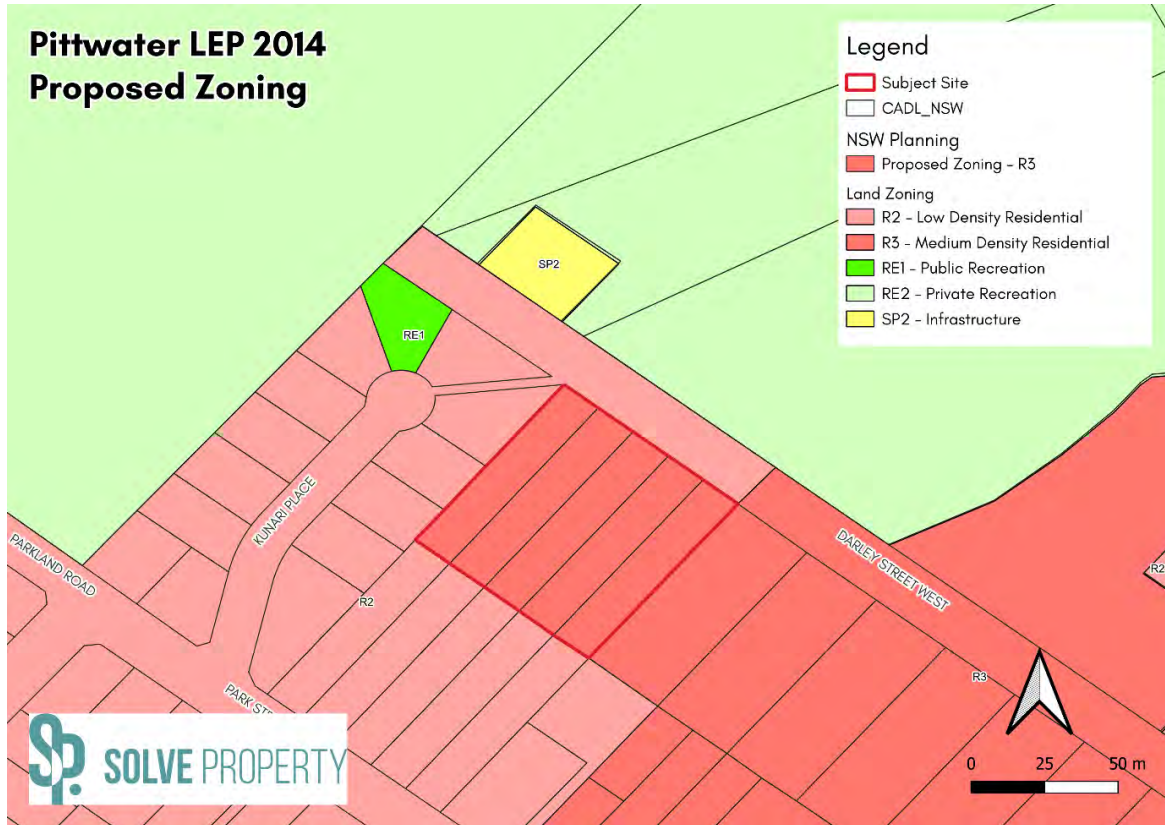 Pittwater LEP 2014
Proposed Zoning
Legend
Subject Site
CADL_NSW
NSW Planning
Proposed Zoning - R3
Land Zoning
R2 - Low Density Residential
R3 - Medium Density Residential
RE1 - Public Recreation
RE2 - Private Recreation
SP2 - Infrastructure
SP2
RE1
KUNARI PLACE
PARKLAND ROAD
DARLEY STREET WEST
R2
R2
R3
PARK ST
SP. SOLVE PROPERTY
0 25 50 m